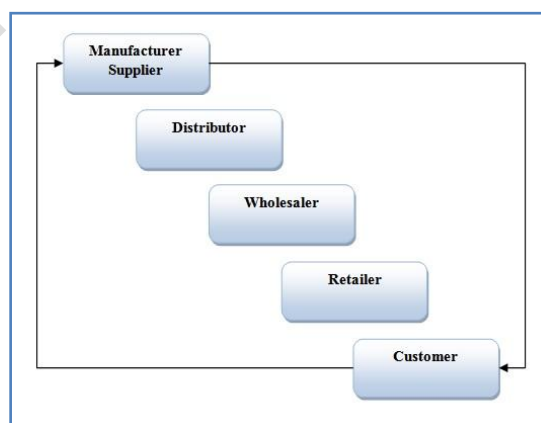 Manufacturer
Supplier
Distributor
Wholesaler
Retailer
Customer